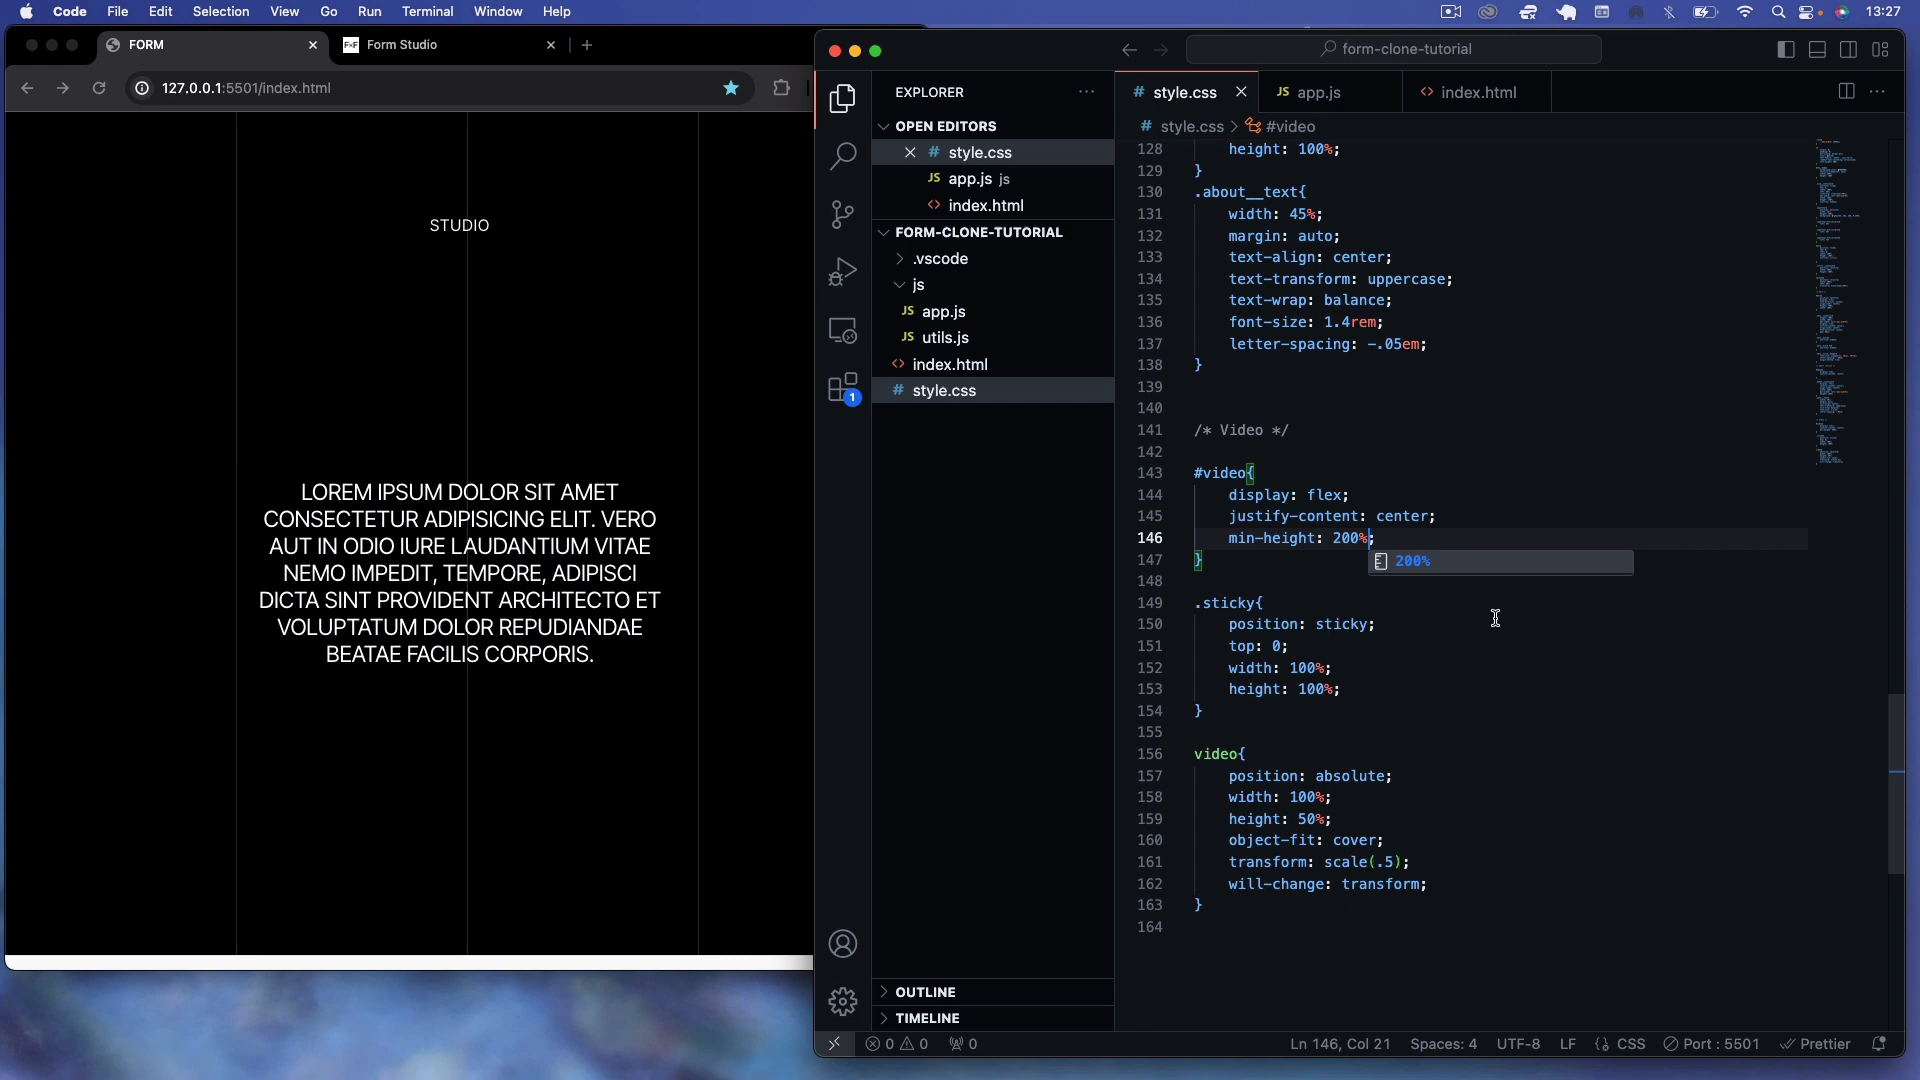 Code File Edit Selection View Go Run Terminal Window Help 13:27
FORM Form Studio
127.0.0.1:5501/index.html
STUDIO
LOREM IPSUM DOLOR SIT AMET
CONSECTETUR ADIPISICING ELIT. VERO
AUT IN ODIO IURE LAUDANTIUM VITAE
NEMO IMPEDIT, TEMPORE, ADIPISCI
DICTA SINT PROVIDENT ARCHITECTO ET
VOLUPTATUM DOLOR REPUDIANDAE
BEATAE FACILIS CORPORIS.
form-clone-tutorial
EXPLORER
OPEN EDITORS
# style.css
JS app.js js
<> index.html
FORM-CLONE-TUTORIAL
.vscode
js
JS app.js
JS utils.js
<> index.html
# style.css
1
OUTLINE
TIMELINE
# style.css JS app.js <> index.html
# style.css > #video
128 height: 100%;
129 }
130 .about__text{
131 width: 45%;
132 margin: auto;
133 text-align: center;
134 text-transform: uppercase;
135 text-wrap: balance;
136 font-size: 1.4rem;
137 letter-spacing: -.05em;
138 }
139
140
141 /* Video */
142
143 #video{
144 display: flex;
145 justify-content: center;
146 min-height: 200%;
147 }
200%
148
149 .sticky{
150 position: sticky;
151 top: 0;
152 width: 100%;
153 height: 100%;
154 }
155
156 video{
157 position: absolute;
158 width: 100%;
159 height: 50%;
160 object-fit: cover;
161 transform: scale(.5);
162 will-change: transform;
163 }
164
0 0 0 Ln 146, Col 21 Spaces: 4 UTF-8 LF CSS Port : 5501 Prettier